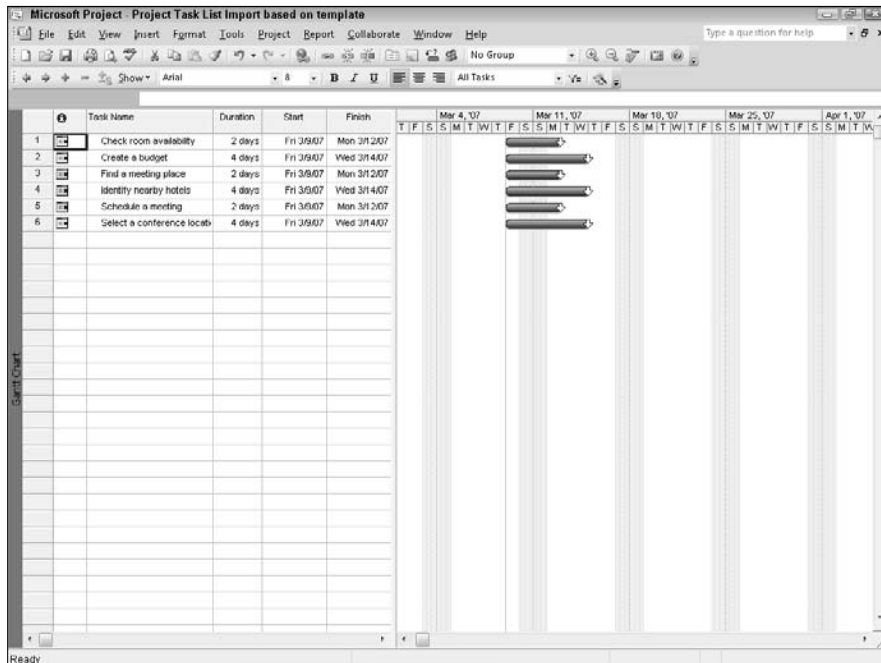 Microsoft Project - Project Task List Import based on template
File Edit View Insert Format Tools Project Report Collaborate Window Help Type a question for help
No Group
Show Arial 8 B I U All Tasks
Task Name Duration Start Finish Mar 4, '07 Mar 11, '07 Mar 18, '07 Mar 25, '07 Apr 1, '07
T F S S M T W T F S S M T W T F S S M T W T F S S M T W T F S S M T W
1 Check room availability 2 days Fri 3/9/07 Mon 3/12/07
2 Create a budget 4 days Fri 3/9/07 Wed 3/14/07
3 Find a meeting place 2 days Fri 3/9/07 Mon 3/12/07
4 Identify nearby hotels 4 days Fri 3/9/07 Wed 3/14/07
5 Schedule a meeting 2 days Fri 3/9/07 Mon 3/12/07
6 Select a conference locati 4 days Fri 3/9/07 Wed 3/14/07
Gantt Chart
Ready